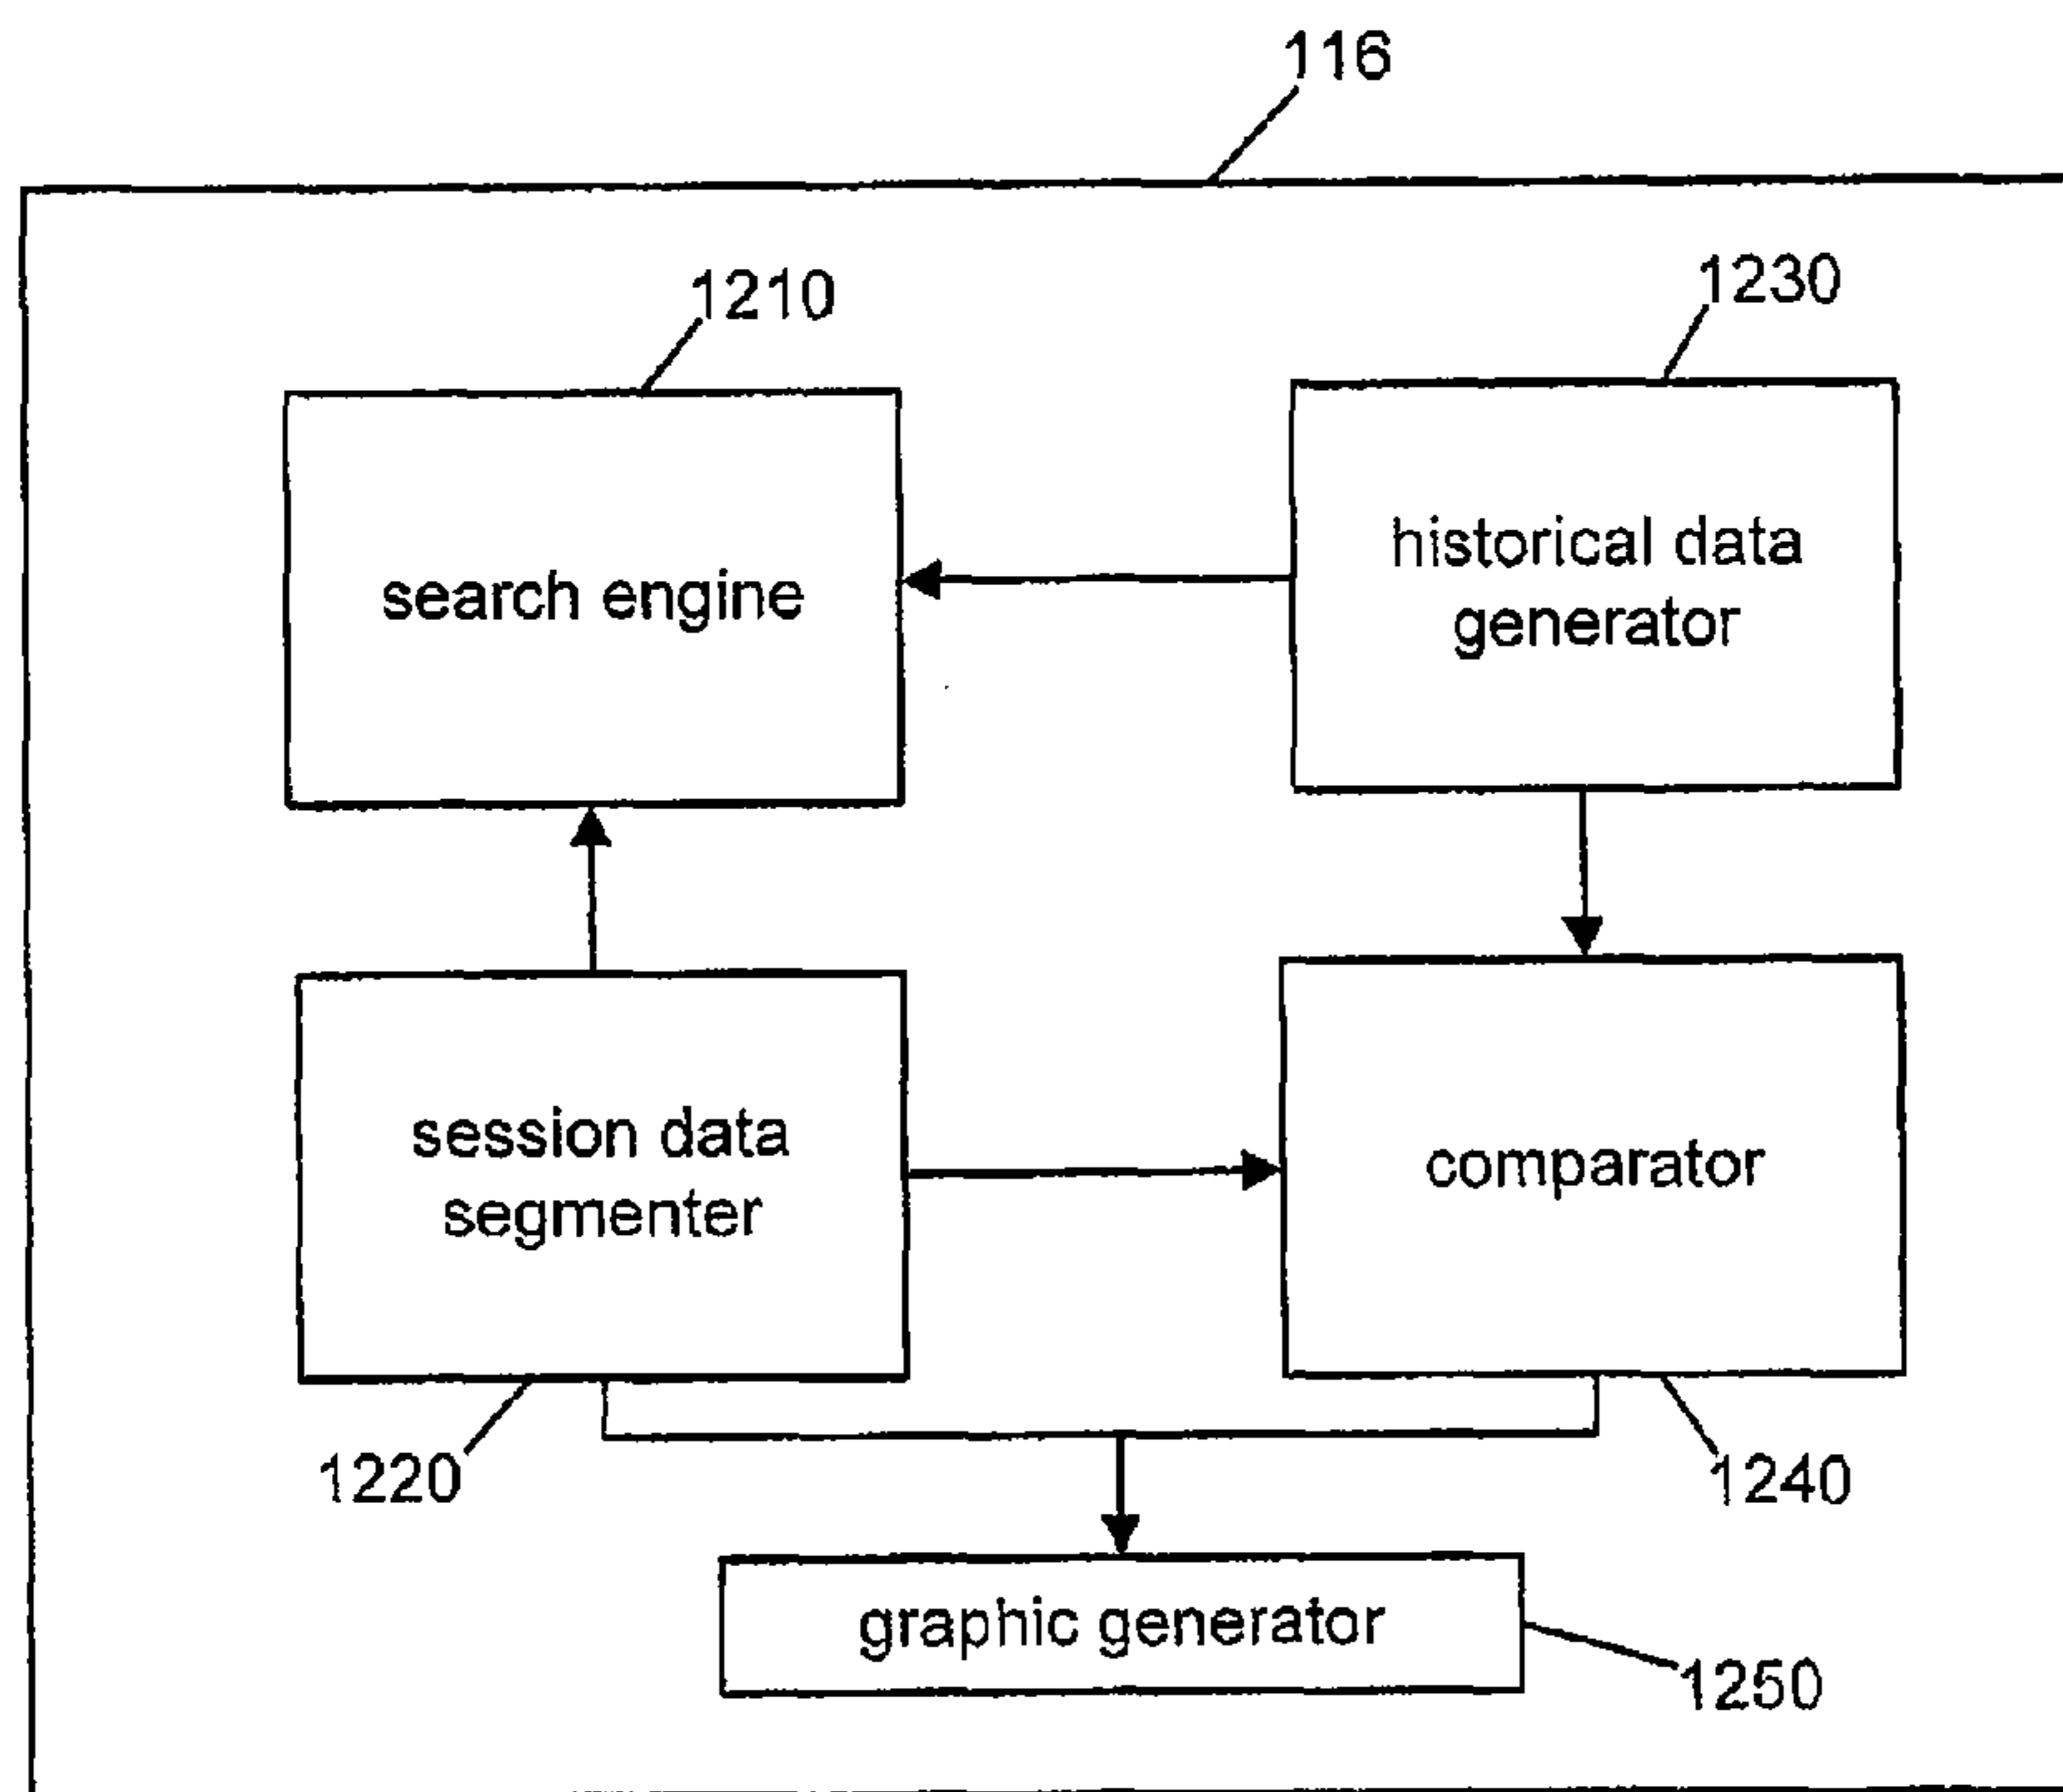 116
1210
1230
search engine
historical data
generator
session data
segmenter
comparator
1220
1240
graphic generator
1250